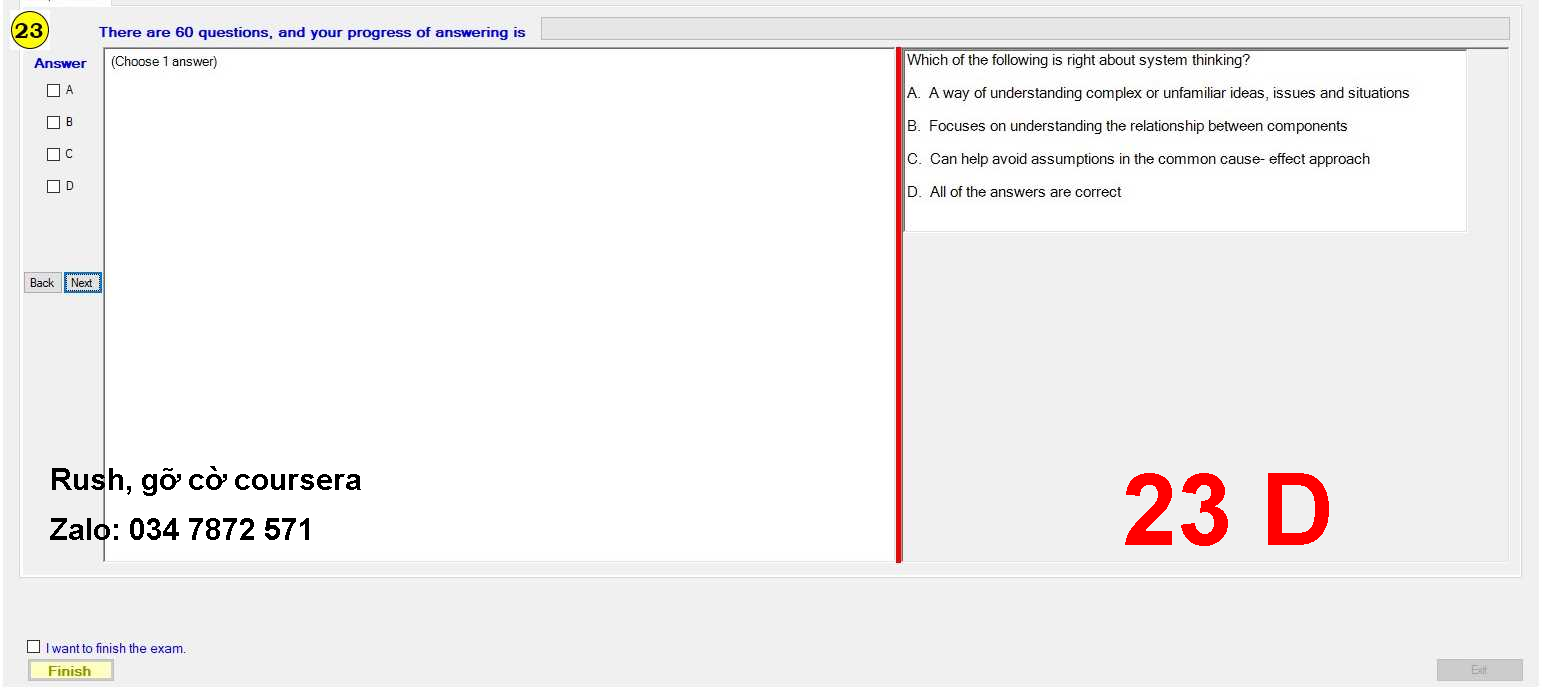 23
There are 60 questions, and your progress of answering is
Answer
(Choose 1 answer)
A
B
C
D
Back Next
Which of the following is right about system thinking?
A. A way of understanding complex or unfamiliar ideas, issues and situations
B. Focuses on understanding the relationship between components
C. Can help avoid assumptions in the common cause- effect approach
D. All of the answers are correct
Rush, gỡ cờ coursera
Zalo: 034 7872 571
23 D
I want to finish the exam.
Finish
Exit